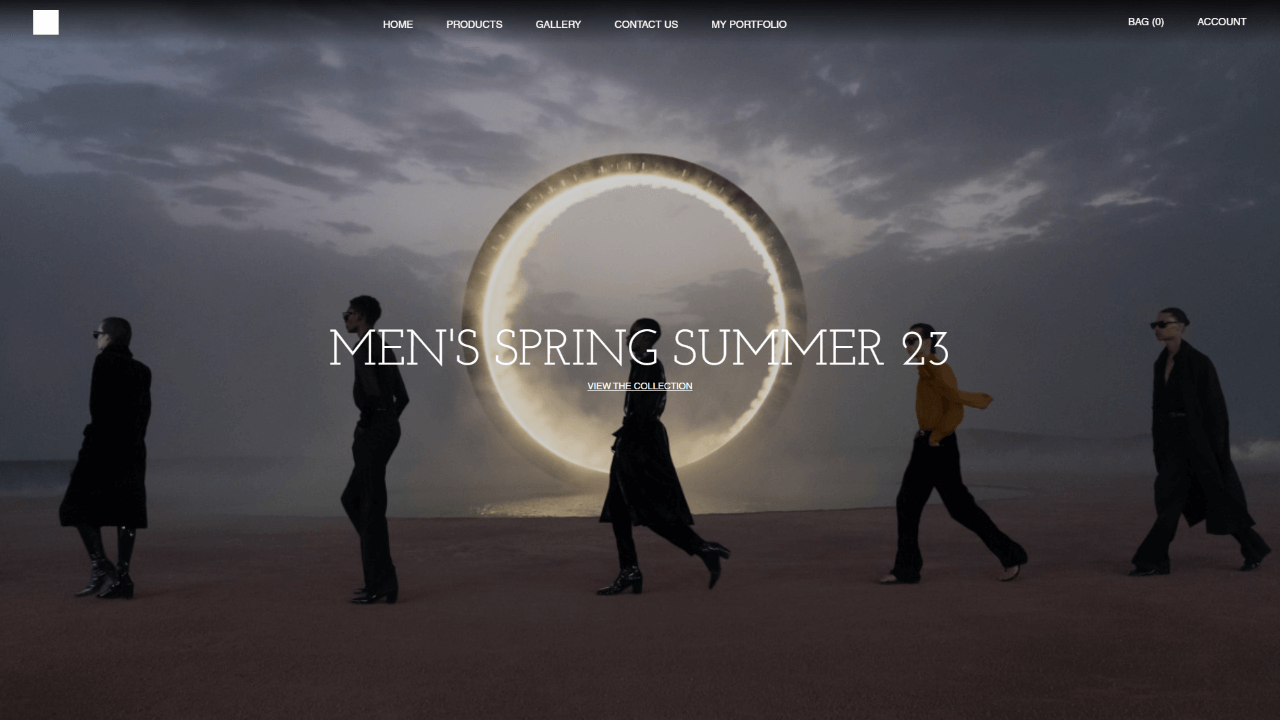 HOME PRODUCTS GALLERY CONTACT US MY PORTFOLIO BAG (0) ACCOUNT
MEN'S SPRING SUMMER 23
VIEW THE COLLECTION